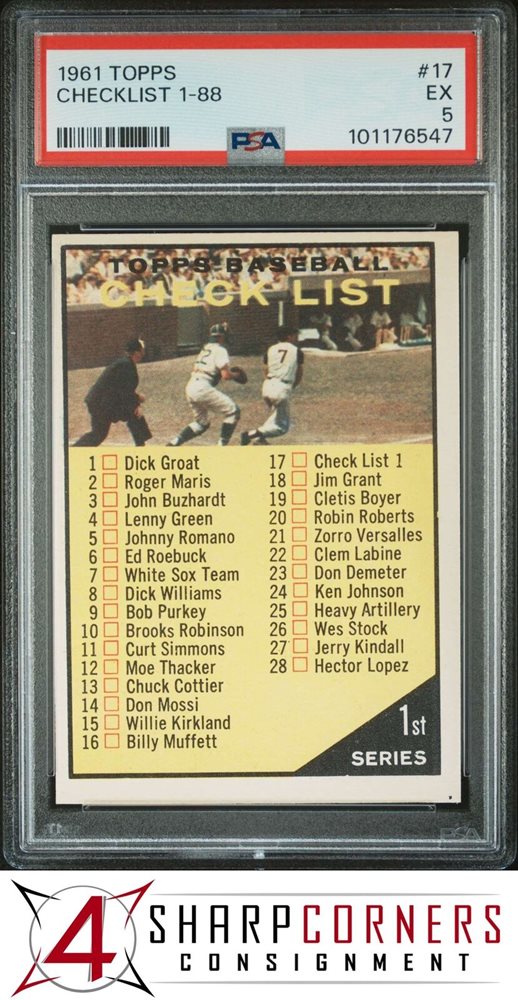 1961 TOPPS #17
CHECKLIST 1-88 EX
5
PSA 101176547
TOPPS BASEBALL
CHECK LIST
2 7
1 Dick Groat
2 Roger Maris
3 John Buzhardt
4 Lenny Green
5 Johnny Romano
6 Ed Roebuck
7 White Sox Team
8 Dick Williams
9 Bob Purkey
10 Brooks Robinson
11 Curt Simmons
12 Moe Thacker
13 Chuck Cottier
14 Don Mossi
15 Willie Kirkland
16 Billy Muffett
17 Check List 1
18 Jim Grant
19 Cletis Boyer
20 Robin Roberts
21 Zorro Versalles
22 Clem Labine
23 Don Demeter
24 Ken Johnson
25 Heavy Artillery
26 Wes Stock
27 Jerry Kindall
28 Hector Lopez
1st
SERIES
PSA
4 SHARPCORNERS
CONSIGNMENT